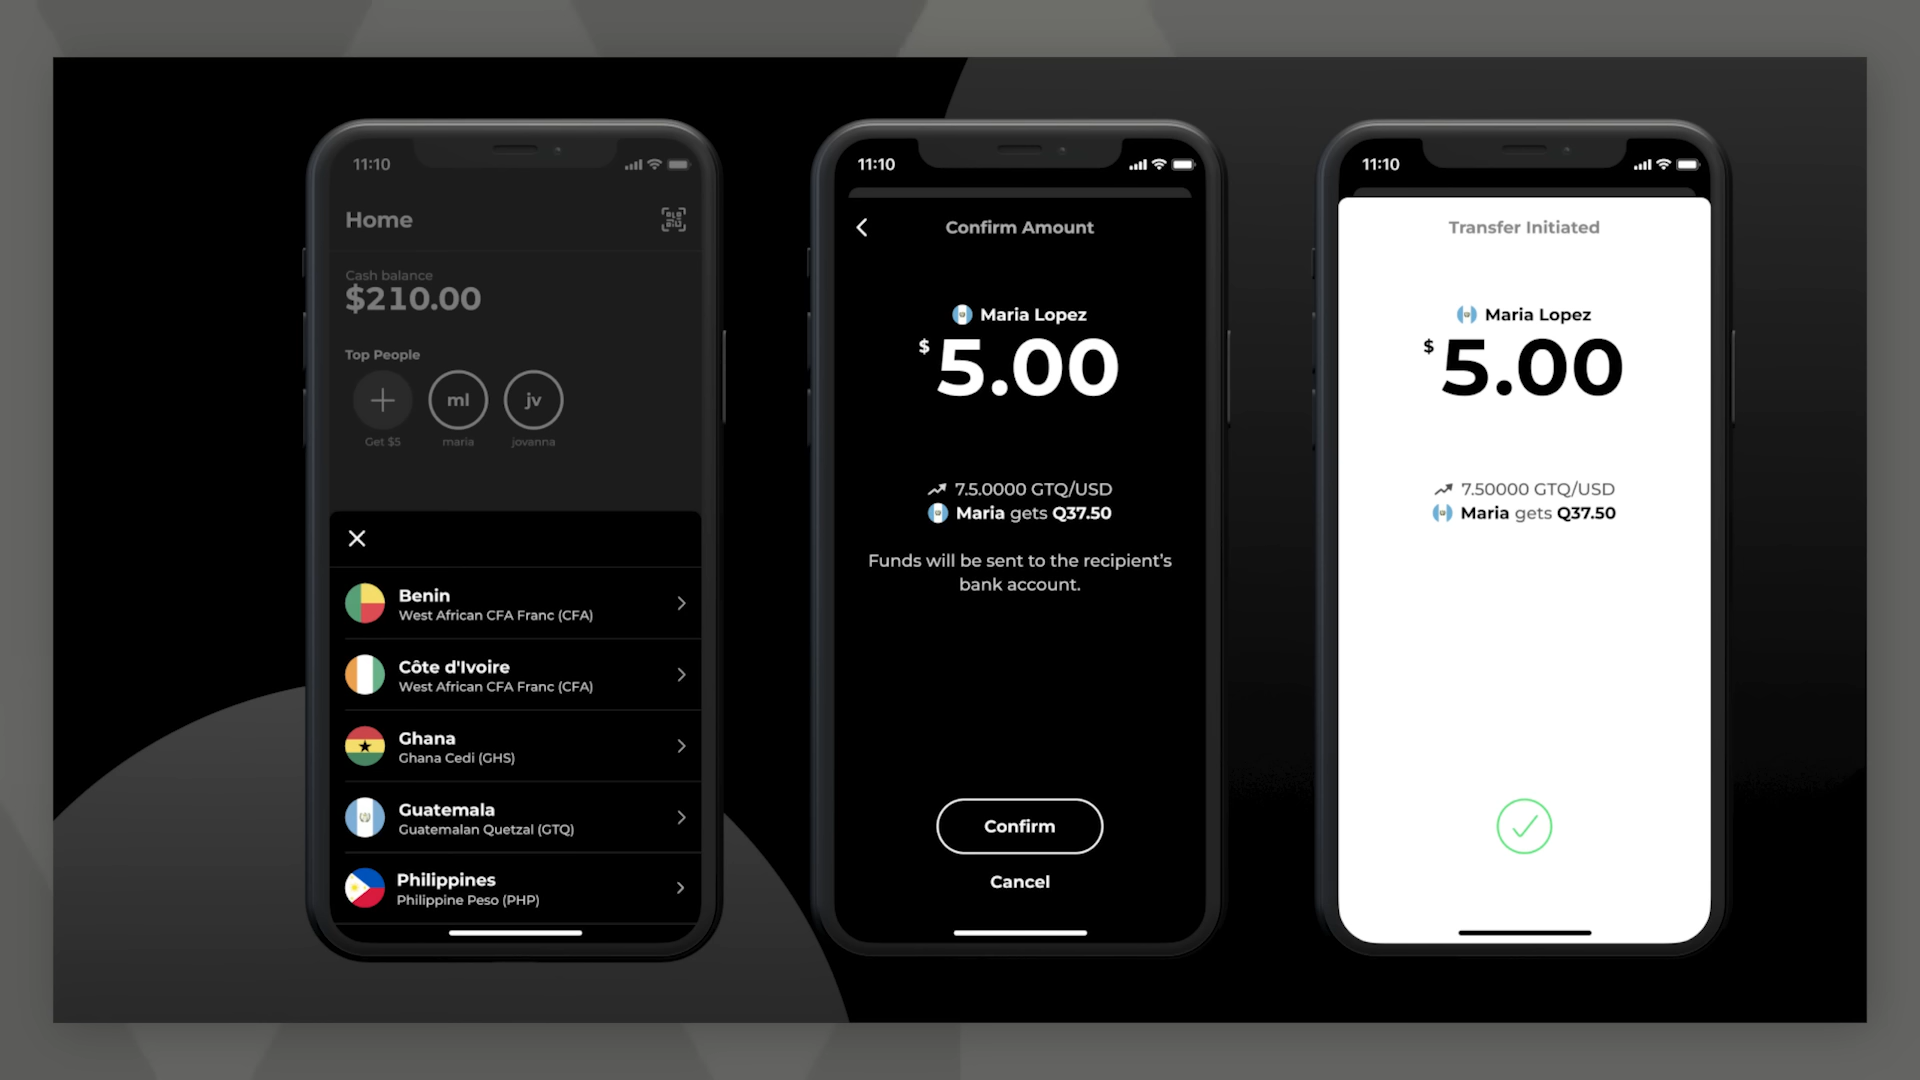 11:10
Home
Cash balance
$210.00
Top People
ml
jv
Get $5
maria
jovanna
Benin
West African CFA Franc (CFA)
Côte d'Ivoire
West African CFA Franc (CFA)
Ghana
Ghana Cedi (GHS)
Guatemala
Guatemalan Quetzal (GTQ)
Philippines
Philippine Peso (PHP)
11:10
Confirm Amount
Maria Lopez
$5.00
7.5.0000 GTQ/USD
Maria gets Q37.50
Funds will be sent to the recipient's
bank account.
Confirm
Cancel
11:10
Transfer Initiated
Maria Lopez
$5.00
7.50000 GTQ/USD
Maria gets Q37.50